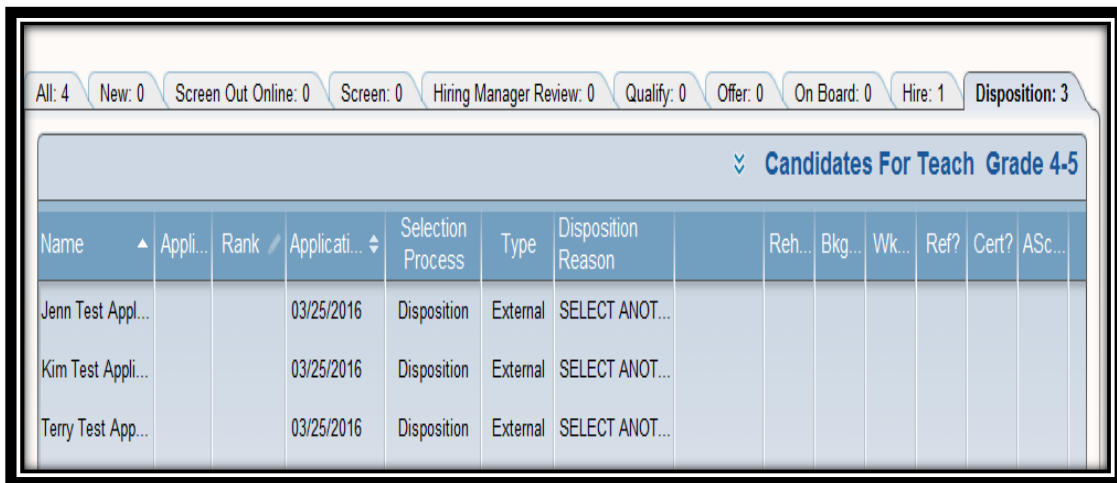 All: 4 New: 0 Screen Out Online: 0 Screen: 0 Hiring Manager Review: 0 Qualify: 0 Offer: 0 On Board: 0 Hire: 1 Disposition: 3
Candidates For Teach Grade 4-5
Name Appli... Rank Applicati... Selection Process Type Disposition Reason Reh... Bkg... Wk... Ref? Cert? ASc...
Jenn Test Appl... 03/25/2016 Disposition External SELECT ANOT...
Kim Test Appli... 03/25/2016 Disposition External SELECT ANOT...
Terry Test App... 03/25/2016 Disposition External SELECT ANOT...